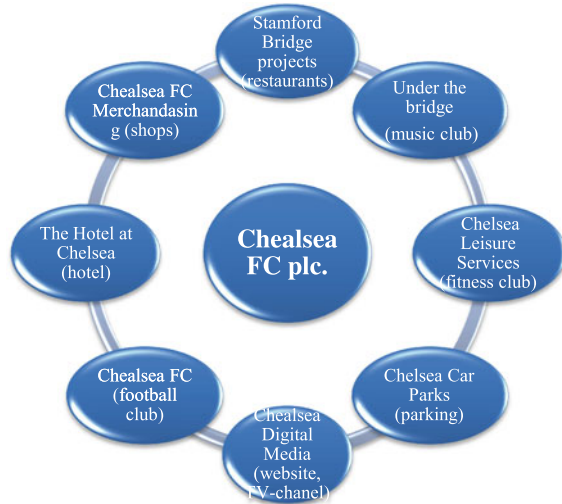 Stamford
Bridge
projects
(restaurants)
Under the
bridge
(music club)
Chelsea
Leisure
Services
(fitness club)
Chelsea Car
Parks
(parking)
Chealsea
Digital
Media
(website,
TV-chanel)
Chealsea FC
(football
club)
The Hotel at
Chelsea
(hotel)
Chealsea FC
Merchandasin
g (shops)
Chealsea
FC plc.